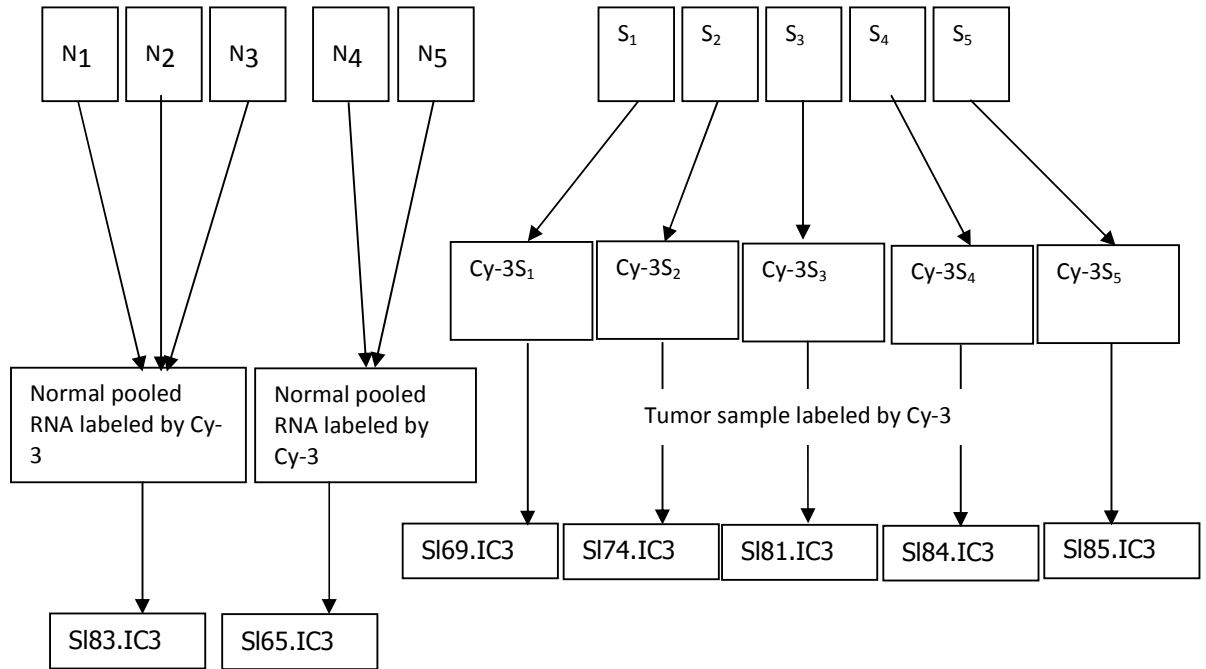 N1 N2 N3 N4 N5 S1 S2 S3 S4 S5
Cy-3S1 Cy-3S2 Cy-3S3 Cy-3S4 Cy-3S5
Normal pooled
RNA labeled by Cy-
3
Normal pooled
RNA labeled by
Cy-3
Tumor sample labeled by Cy-3
Sl69.IC3 Sl74.IC3 Sl81.IC3 Sl84.IC3 Sl85.IC3
Sl83.IC3 Sl65.IC3